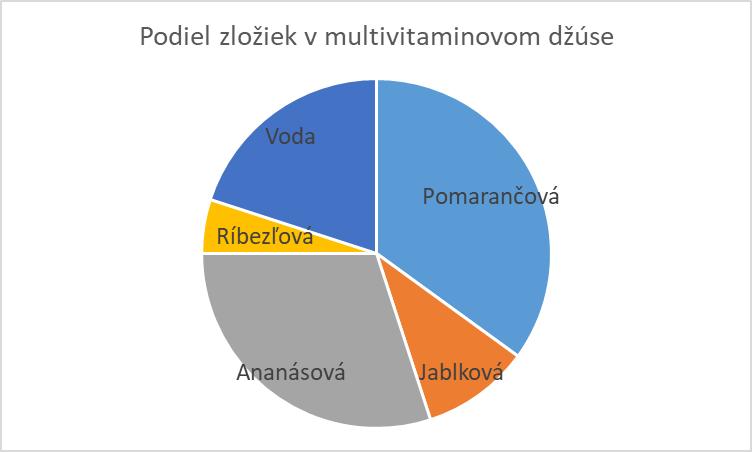 Podiel zložiek v multivitaminovom džúse
Voda
Pomarančová
Ríbezľová
Ananásová
Jablková